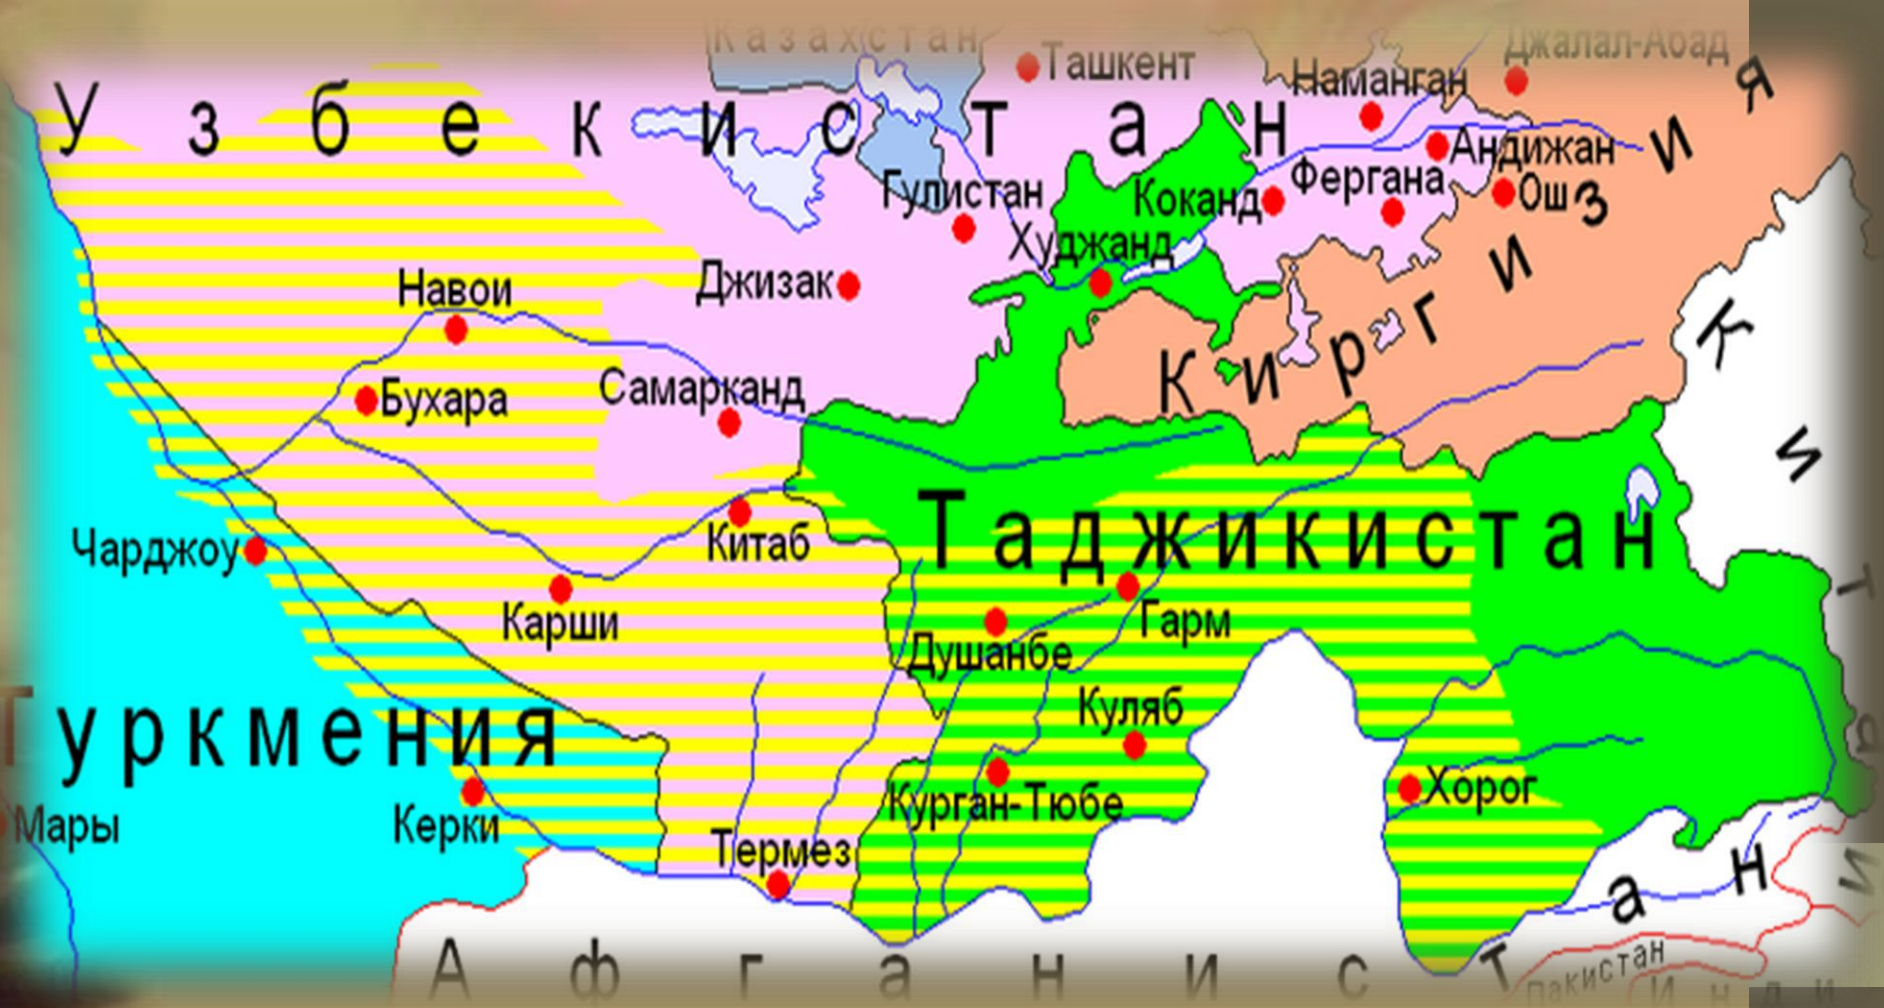 Казахстан
Ташкент
Джалал-Абад
Наманган
Узбекистан
Андижан
Гулистан
Коканд
Фергана
Ош
Худжанд
Джизак
Навои
Киргизия
Самарканд
Бухара
Китай
Таджикистан
Чарджоу
Китаб
Карши
Гарм
Душанбе
Куляб
Туркмения
Хорог
Курган-Тюбе
Мары
Керки
Термез
Афганистан
Пакистан
Инди